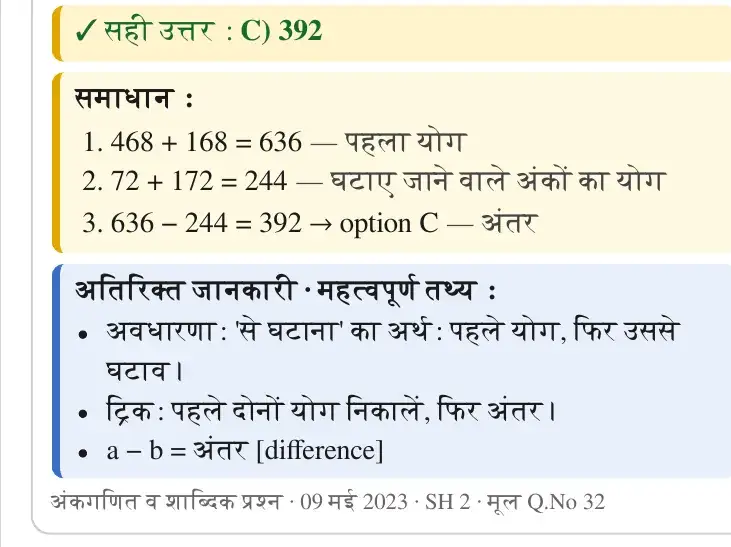 ✓ सही उत्तर : C) 392
समाधान :
1. 468 + 168 = 636 — पहला योग
2. 72 + 172 = 244 — घटाए जाने वाले अंकों का योग
3. 636 − 244 = 392 → option C — अंतर
अतिरिक्त जानकारी · महत्वपूर्ण तथ्य :
• अवधारणा : 'से घटाना' का अर्थ : पहले योग, फिर उससे
घटाव।
• ट्रिक : पहले दोनों योग निकालें, फिर अंतर।
• a − b = अंतर [difference]
अंकगणित व शाब्दिक प्रश्न · 09 मई 2023 · SH 2 · मूल Q.No 32